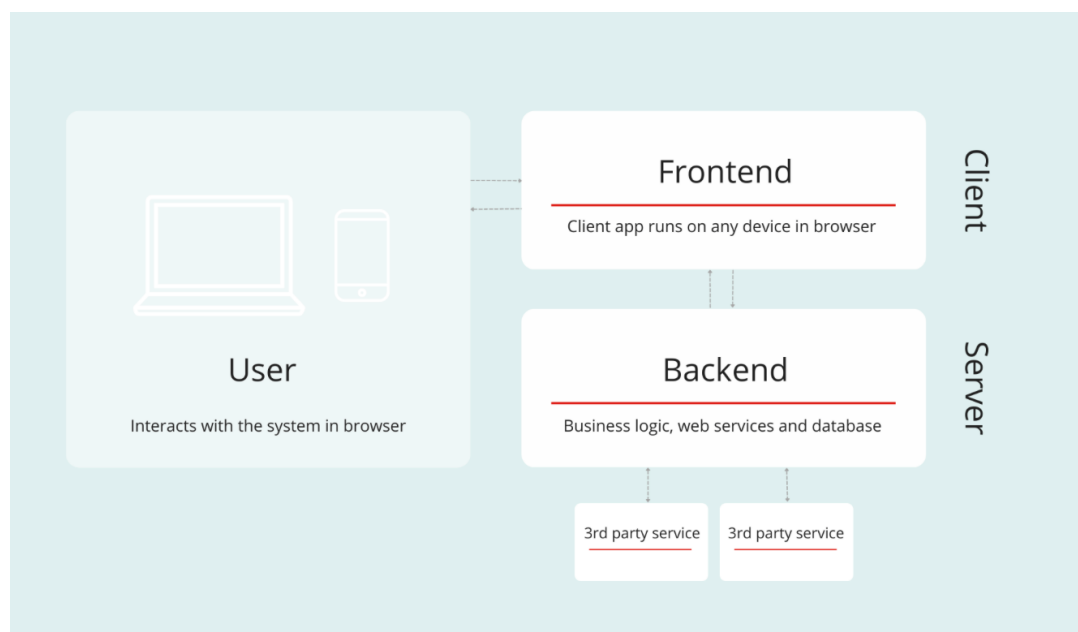 Frontend
Client app runs on any device in browser
Client
User
Interacts with the system in browser
Backend
Business logic, web services and database
Server
3rd party service
3rd party service